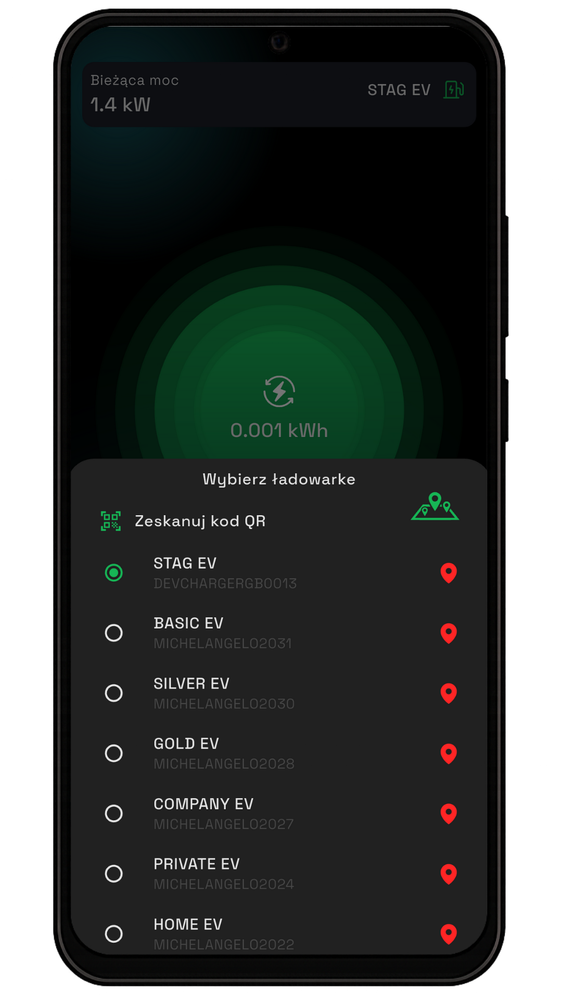 Bieżąca moc
1.4 kW
STAG EV
0.001 kWh
Wybierz ładowarke
Zeskanuj kod QR
STAG EV
DEVCHARGERGB0013
BASIC EV
MICHELANGELO2031
SILVER EV
MICHELANGELO2030
GOLD EV
MICHELANGELO2028
COMPANY EV
MICHELANGELO2027
PRIVATE EV
MICHELANGELO2024
HOME EV
MICHELANGELO2022